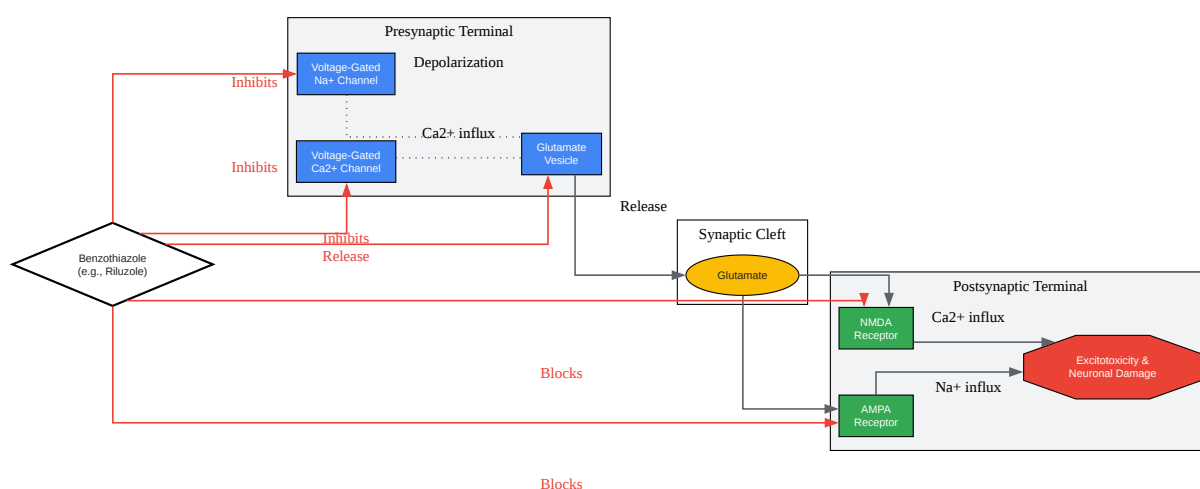 Presynaptic Terminal
Voltage-Gated
Na+ Channel
Depolarization
Inhibits
Ca2+ influx
Voltage-Gated
Ca2+ Channel
Glutamate
Vesicle
Inhibits
Release
Inhibits
Release
Synaptic Cleft
Glutamate
Benzothiazole
(e.g., Riluzole)
Postsynaptic Terminal
NMDA
Receptor
Ca2+ influx
Excitotoxicity &
Neuronal Damage
Blocks
Na+ influx
AMPA
Receptor
Blocks